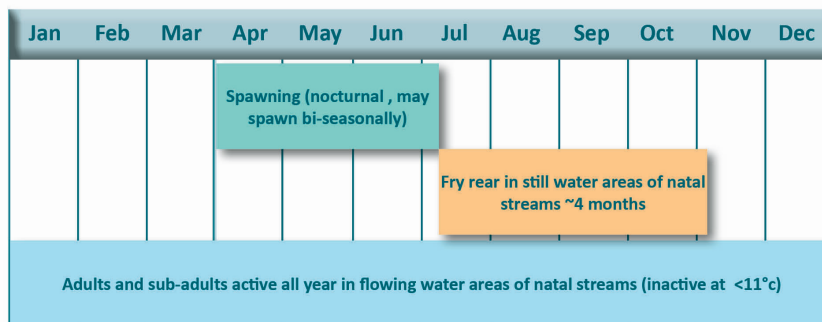 Jan Feb Mar Apr May Jun Jul Aug Sep Oct Nov Dec
Spawning (nocturnal , may
spawn bi-seasonally)
Fry rear in still water areas of natal
streams ~4 months
Adults and sub-adults active all year in flowing water areas of natal streams (inactive at <11°c)